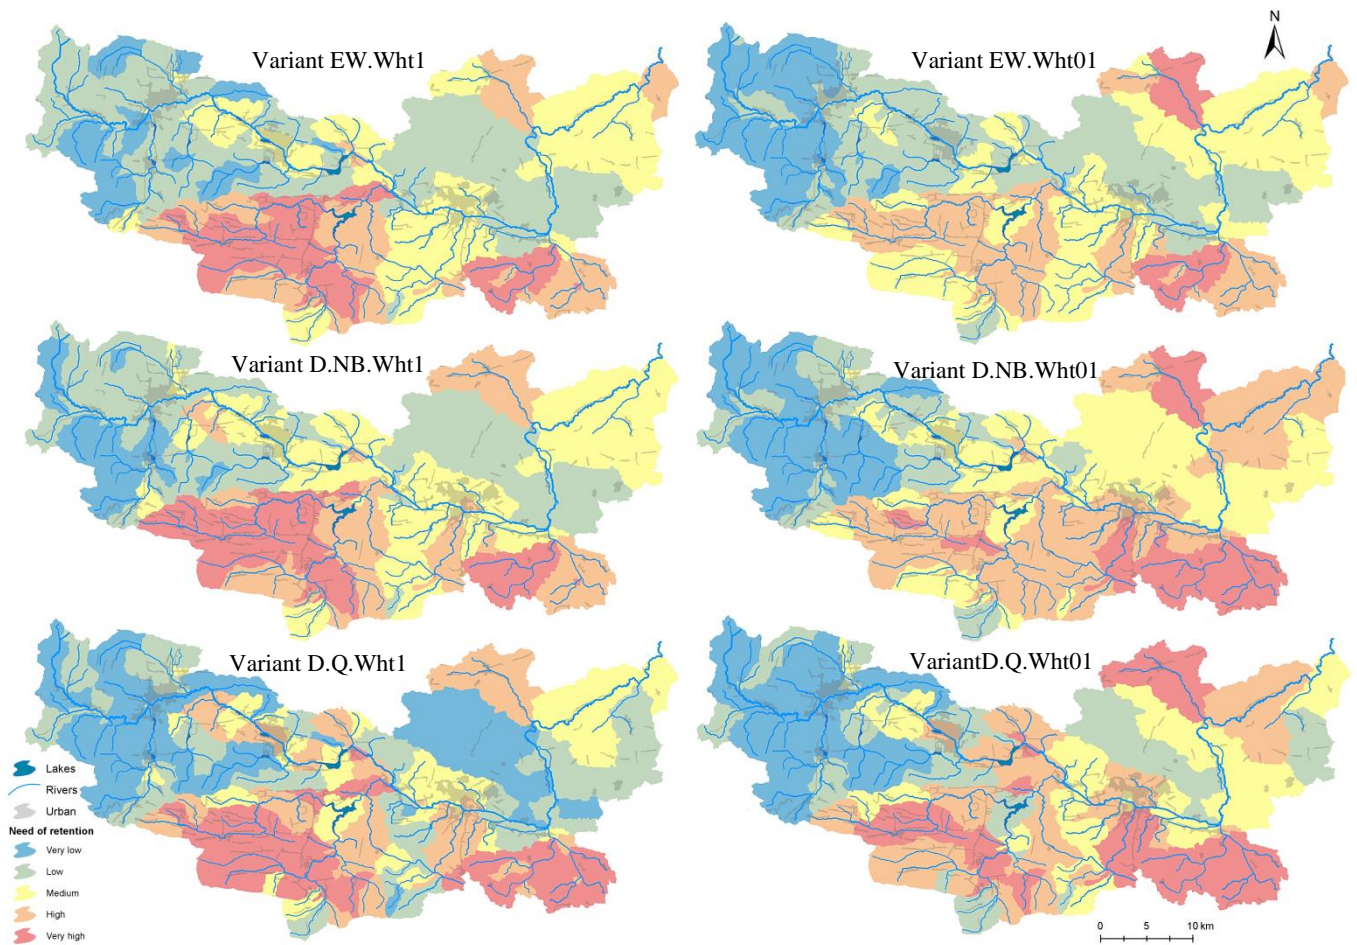 Variant EW.Wht1
Variant EW.Wht01
N
Variant D.NB.Wht1
Variant D.NB.Wht01
Variant D.Q.Wht1
VariantD.Q.Wht01
Lakes
Rivers
Urban
Need of retention
Very low
Low
Medium
High
Very high
0 5 10 km